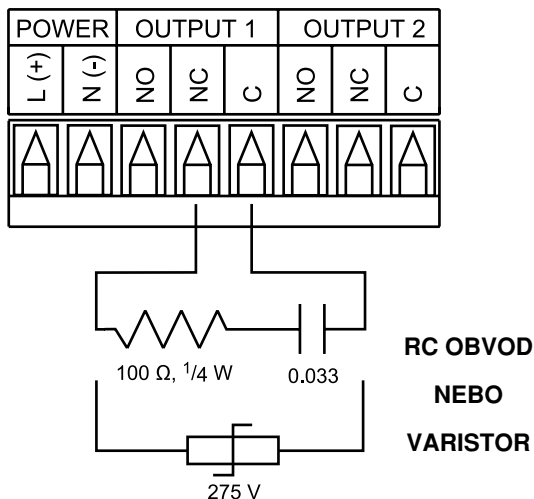 POWER OUTPUT 1 OUTPUT 2
L (+) N (-) NO NC C NO NC C
100 Ω, 1/4 W 0.033
RC OBVOD
NEBO
VARISTOR
275 V